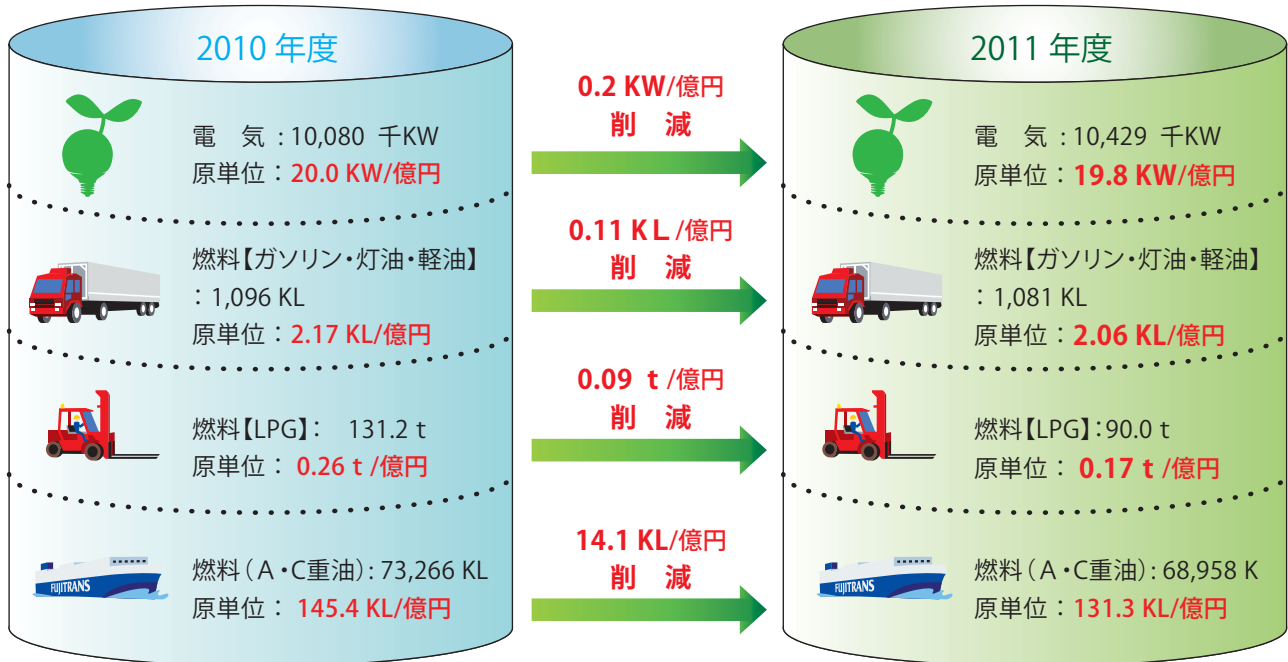 2010 年度
電　気 : 10,080 千KW
原単位 : 20.0 KW/億円
燃料【ガソリン・灯油・軽油】
: 1,096 KL
原単位 : 2.17 KL/億円
燃料【LPG】:　131.2 t
原単位 : 0.26 t /億円
FUJITRANS
燃料 ( A ・C重油) : 73,266 KL
原単位 : 145.4 KL/億円
0.2 KW/億円
削　減
0.11 K L /億円
削　減
0.09 t /億円
削　減
14.1 KL/億円
削　減
2011 年度
電　気 : 10,429 千KW
原単位 : 19.8 KW/億円
燃料【ガソリン・灯油・軽油】
: 1,081 KL
原単位 : 2.06 KL/億円
燃料【LPG】:90.0 t
原単位 : 0.17 t /億円
FUJITRANS
燃料 ( A ・C重油) : 68,958 K
原単位 : 131.3 KL/億円